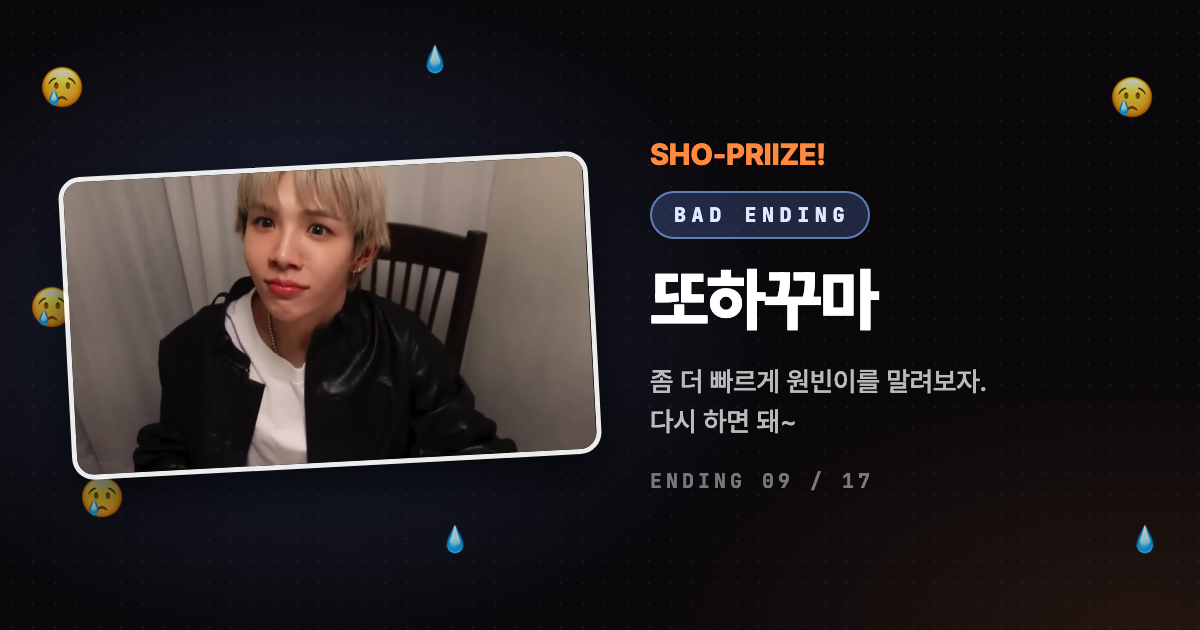 SHO-PRIIZE!
BAD ENDING
또하꾸마
좀 더 빠르게 원빈이를 말려보자.
다시 하면 돼~
ENDING 09 / 17